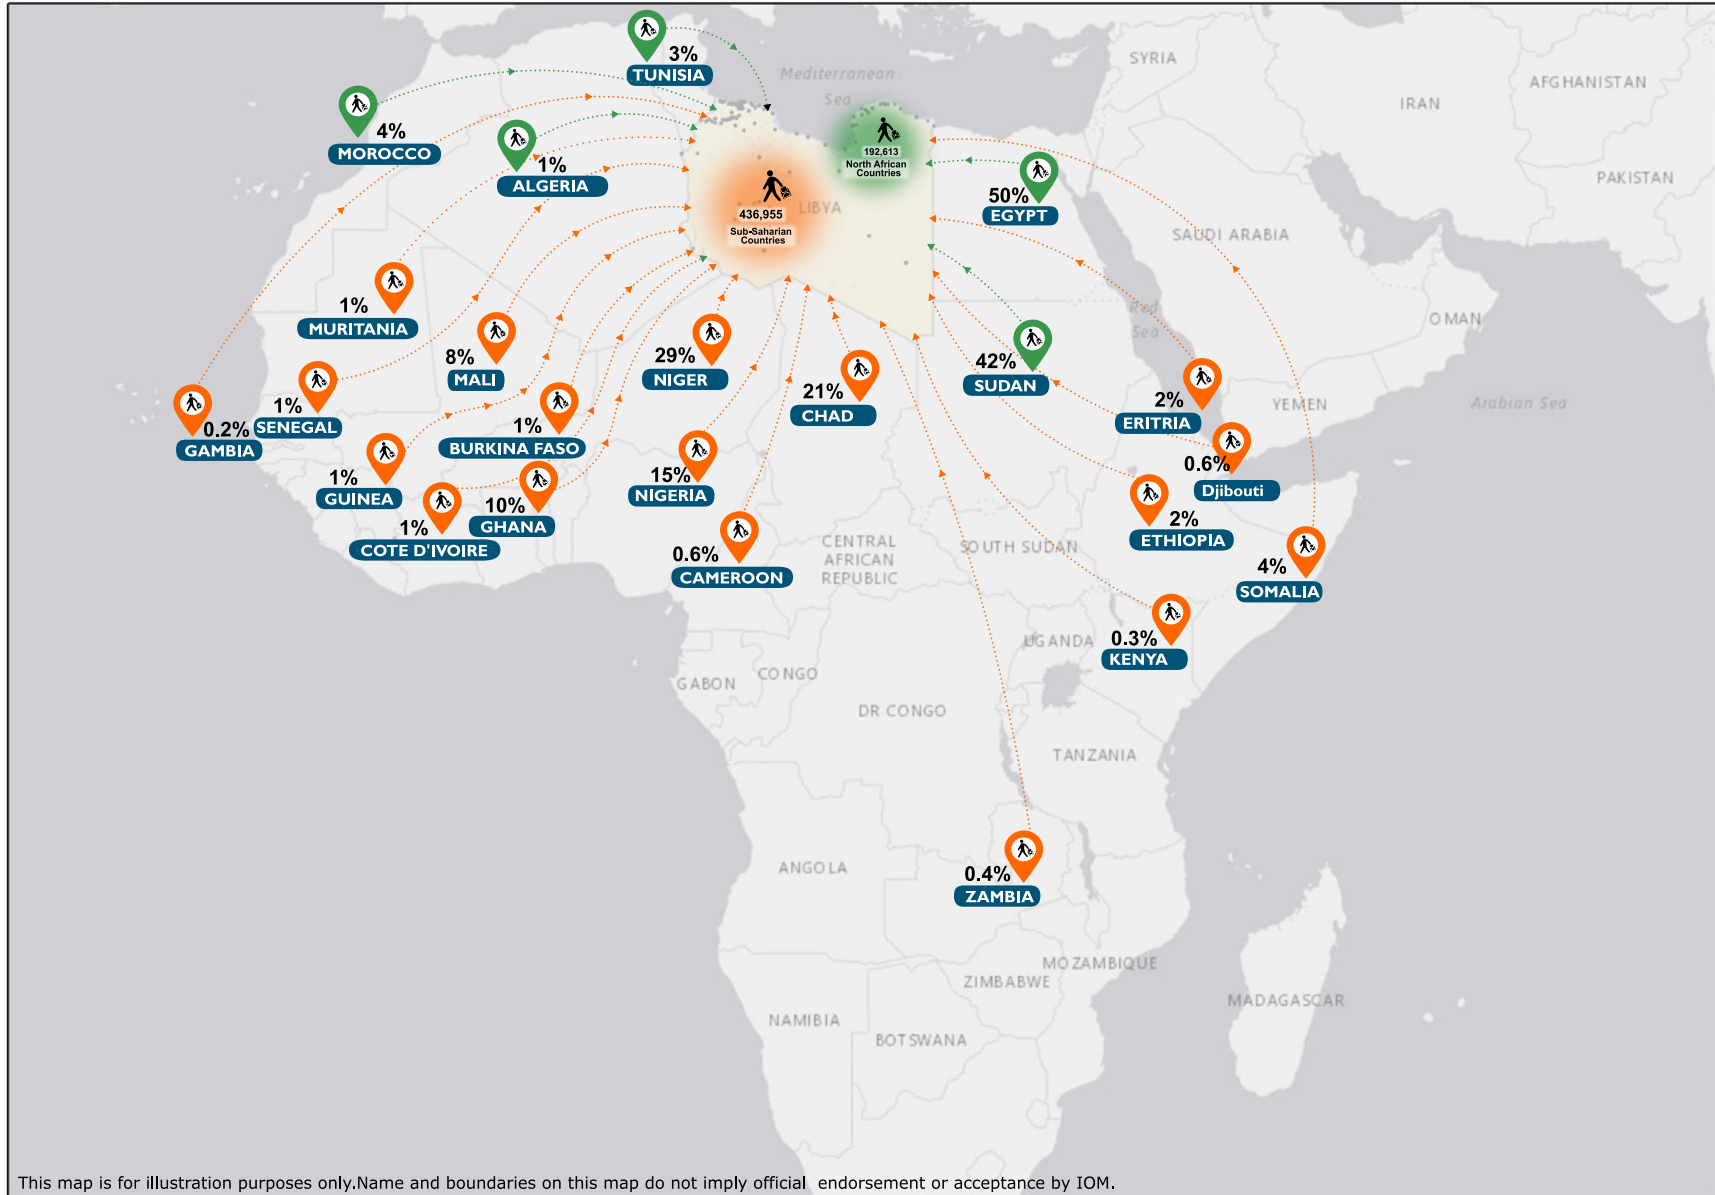 SYRIA
AFGHANISTAN
IRAN
3%
TUNISIA
Mediterranean
Sea
4%
MOROCCO
1%
ALGERIA
192,613
North African
Countries
PAKISTAN
50%
EGYPT
436,955
Sub-Saharian
Countries
LIBYA
SAUDI ARABIA
1%
MURITANIA
Red
Sea
OMAN
8%
MALI
29%
NIGER
21%
CHAD
42%
SUDAN
2%
ERITRIA
YEMEN
Arabian Sea
0.2%
GAMBIA
1%
SENEGAL
1%
BURKINA FASO
0.6%
Djibouti
1%
GUINEA
15%
NIGERIA
10%
GHANA
1%
COTE D'IVOIRE
2%
ETHIOPIA
0.6%
CAMEROON
CENTRAL
AFRICAN
REPUBLIC
SOUTH SUDAN
4%
SOMALIA
UGANDA
0.3%
KENYA
GABON
CONGO
DR CONGO
TANZANIA
ANGOLA
0.4%
ZAMBIA
MOZAMBIQUE
ZIMBABWE
MADAGASCAR
NAMIBIA
BOTSWANA
This map is for illustration purposes only.Name and boundaries on this map do not imply official endorsement or acceptance by IOM.